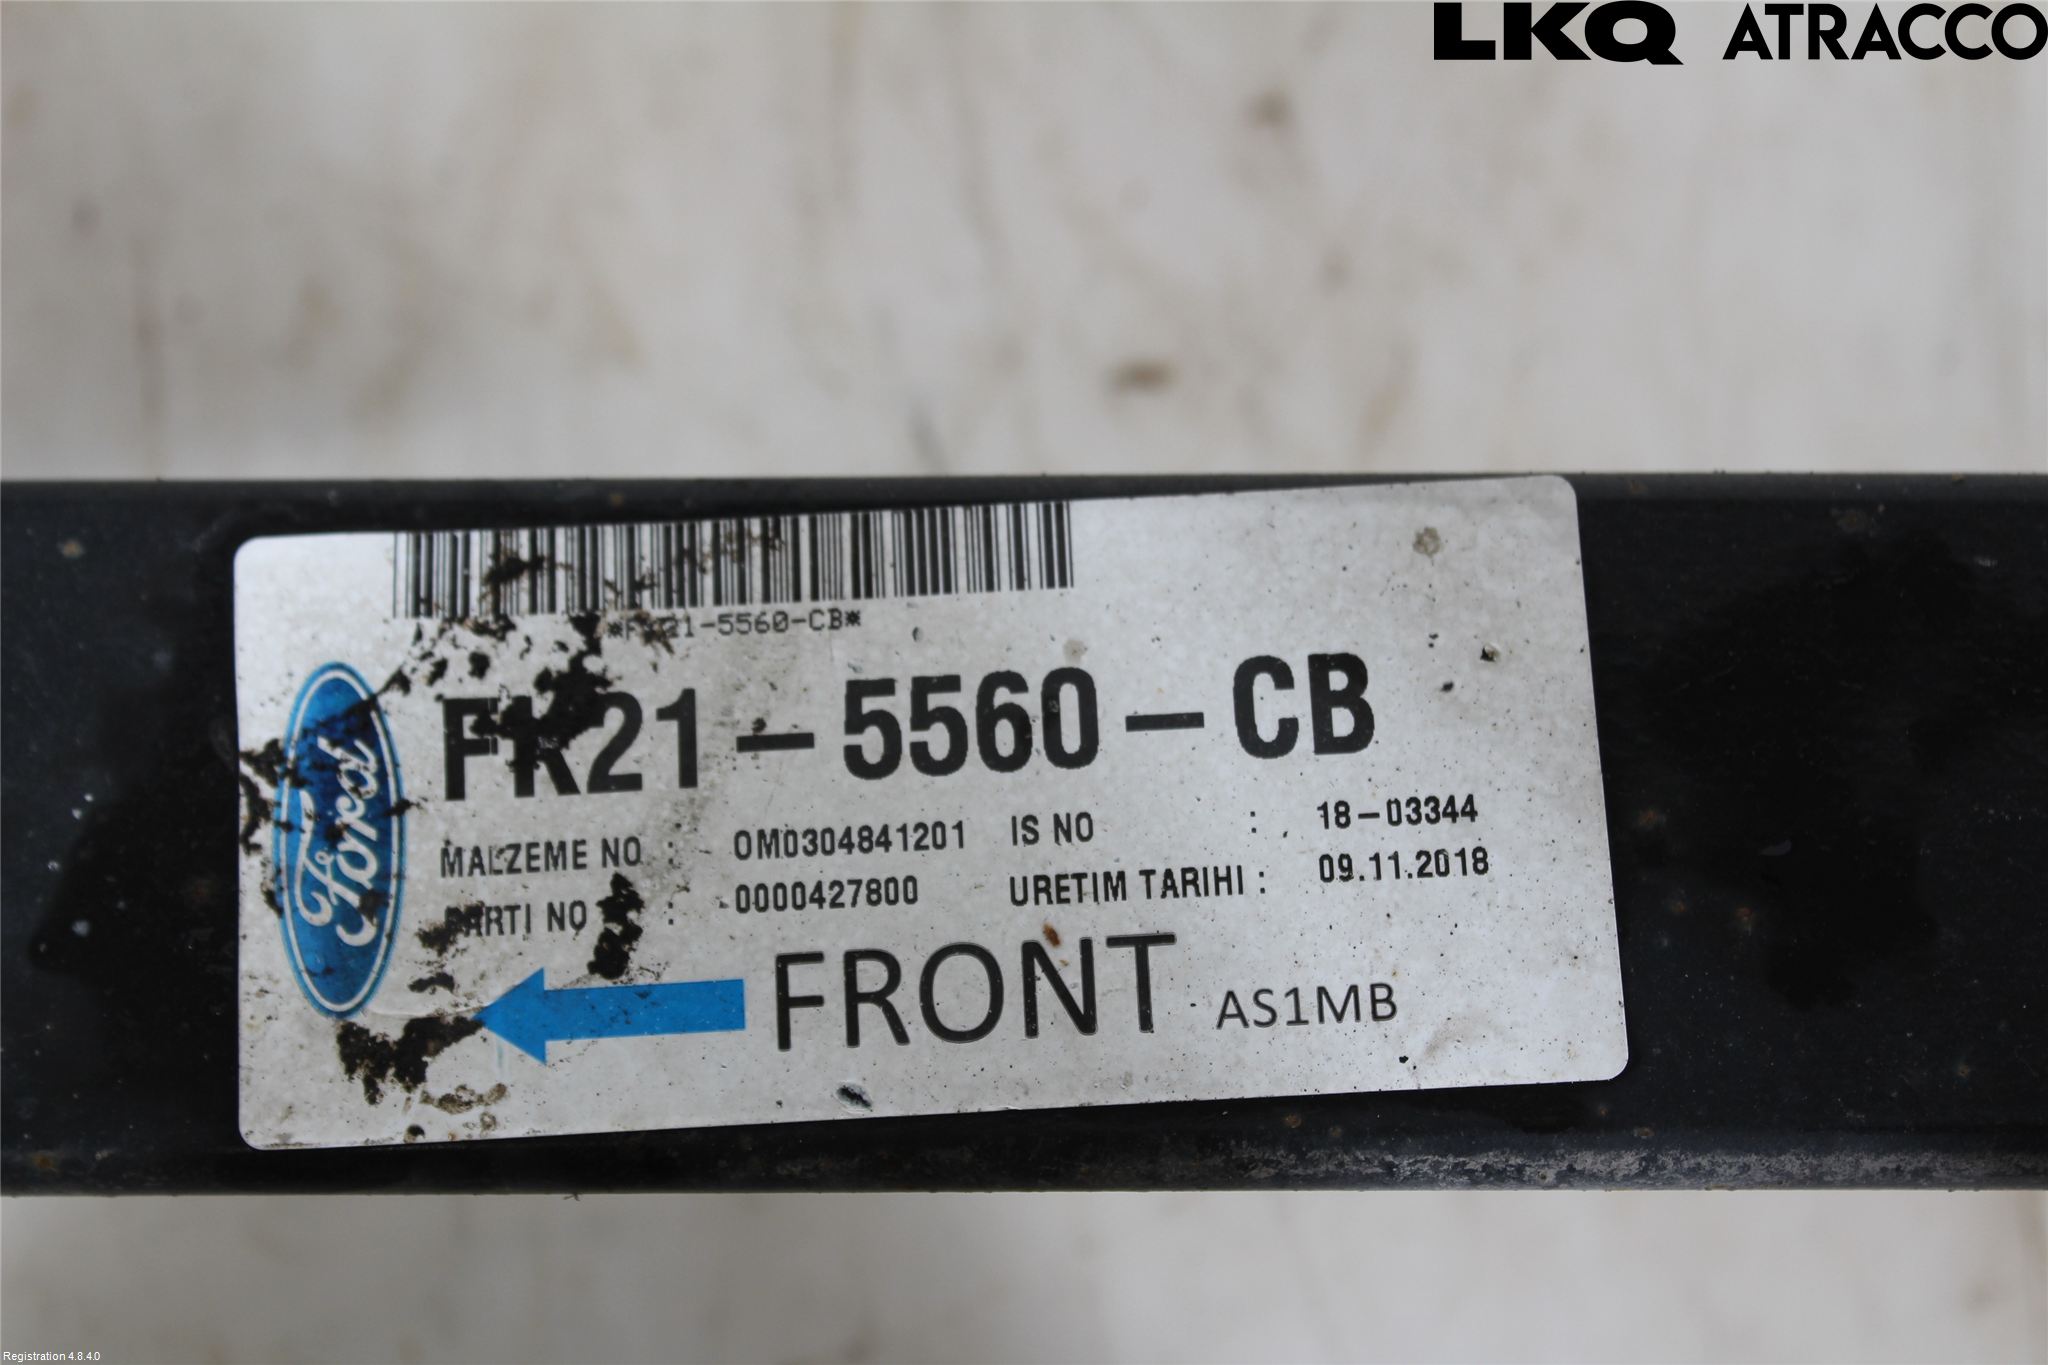 LKQ ATRACCO
*FK21-5560-CB*
FK21-5560-CB
Ford
MALZEME NO : 0M0304841201 IS NO : 18-03344
PARTI NO : 0000427800 URETIM TARIHI : 09.11.2018
FRONT AS1MB
Registration 4.8.4.0